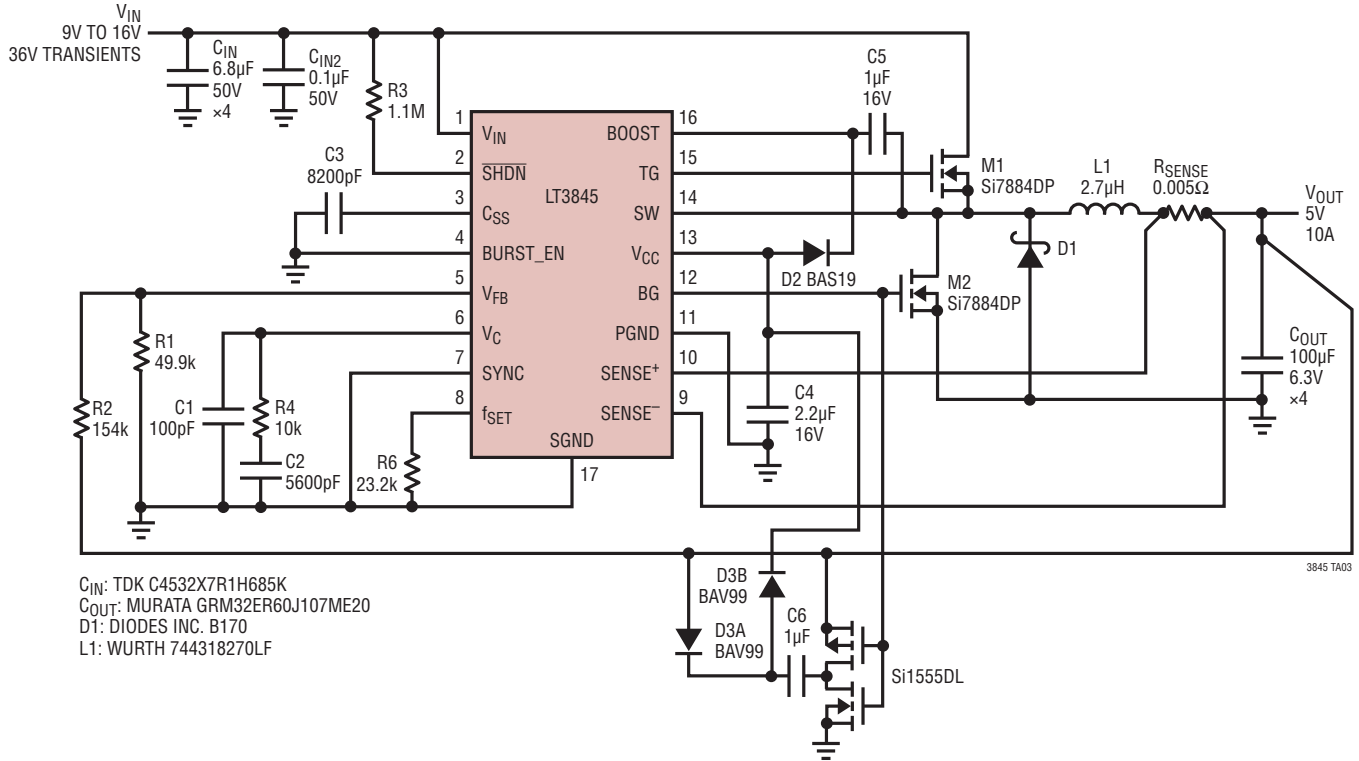 VIN
9V TO 16V
36V TRANSIENTS
CIN
6.8µF
50V
×4
CIN2
0.1µF
50V
R3
1.1M
C3
8200pF
1
2
3
4
5
6
7
8
VIN
SHDN
CSS
BURST_EN
VFB
VC
SYNC
fSET
LT3845
SGND
17
BOOST
TG
SW
VCC
BG
PGND
SENSE+
SENSE–
16
15
14
13
12
11
10
9
C5
1µF
16V
M1
Si7884DP
L1
2.7µH
RSENSE
0.005Ω
VOUT
5V
10A
D2 BAS19
D1
M2
Si7884DP
COUT
100µF
6.3V
×4
C4
2.2µF
16V
R1
49.9k
R2
154k
C1
100pF
R4
10k
C2
5600pF
R6
23.2k
3845 TA03
D3B
BAV99
D3A
BAV99
C6
1µF
Si1555DL
CIN: TDK C4532X7R1H685K
COUT: MURATA GRM32ER60J107ME20
D1: DIODES INC. B170
L1: WURTH 744318270LF